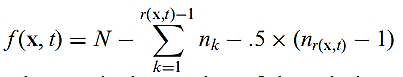 f(x, t) = N − ∑_{k=1}^{r(x,t)−1} n_k − .5 × (n_{r(x,t)} − 1)